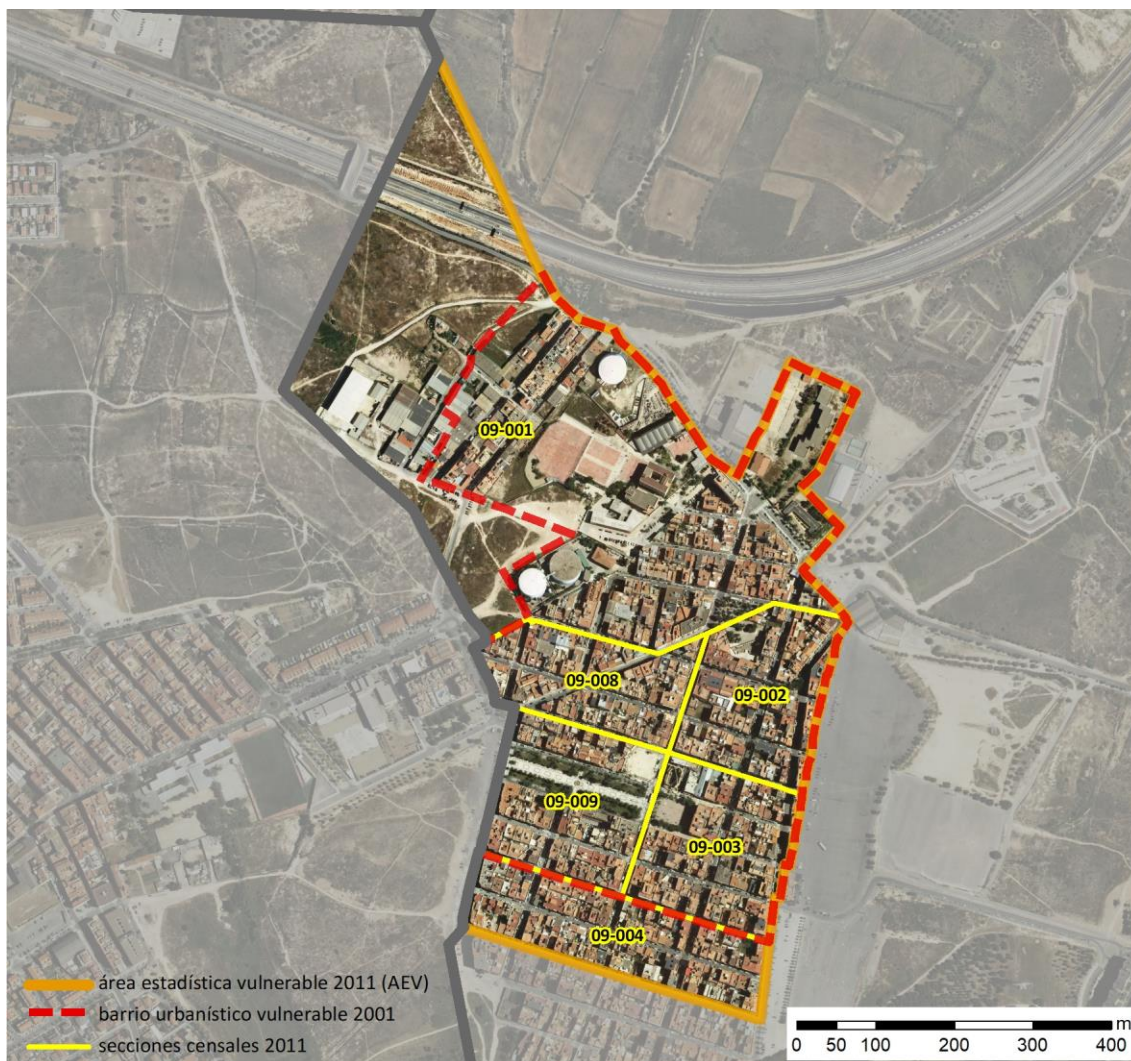 09-001
09-008
09-002
09-009
09-003
09-004
área estadística vulnerable 2011 (AEV)
barrio urbanístico vulnerable 2001
secciones censales 2011
m
0 50 100 200 300 400